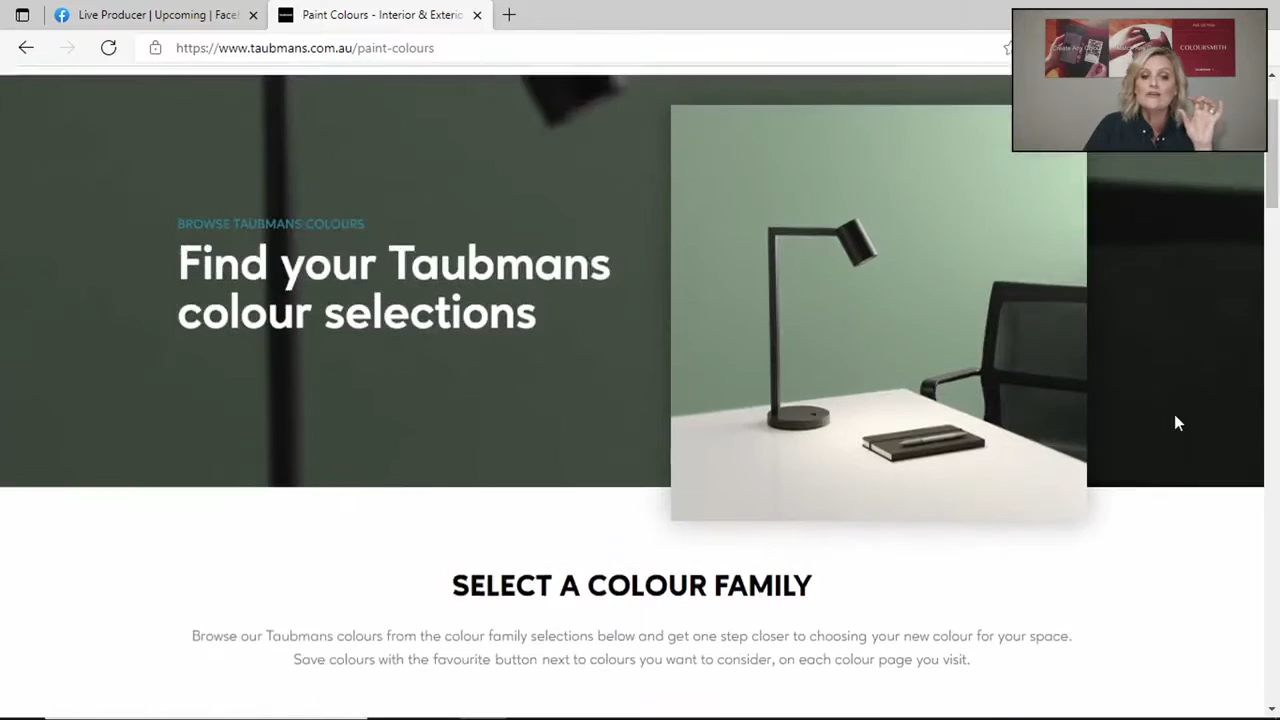 Live Producer | Upcoming | Facel
Paint Colours - Interior & Exterio
https://www.taubmans.com.au/paint-colours
COLOURSMITH
BROWSE TAUBMANS COLOURS
Find your Taubmans
colour selections
SELECT A COLOUR FAMILY
Browse our Taubmans colours from the colour family selections below and get one step closer to choosing your new colour for your space.
Save colours with the favourite button next to colours you want to consider, on each colour page you visit.